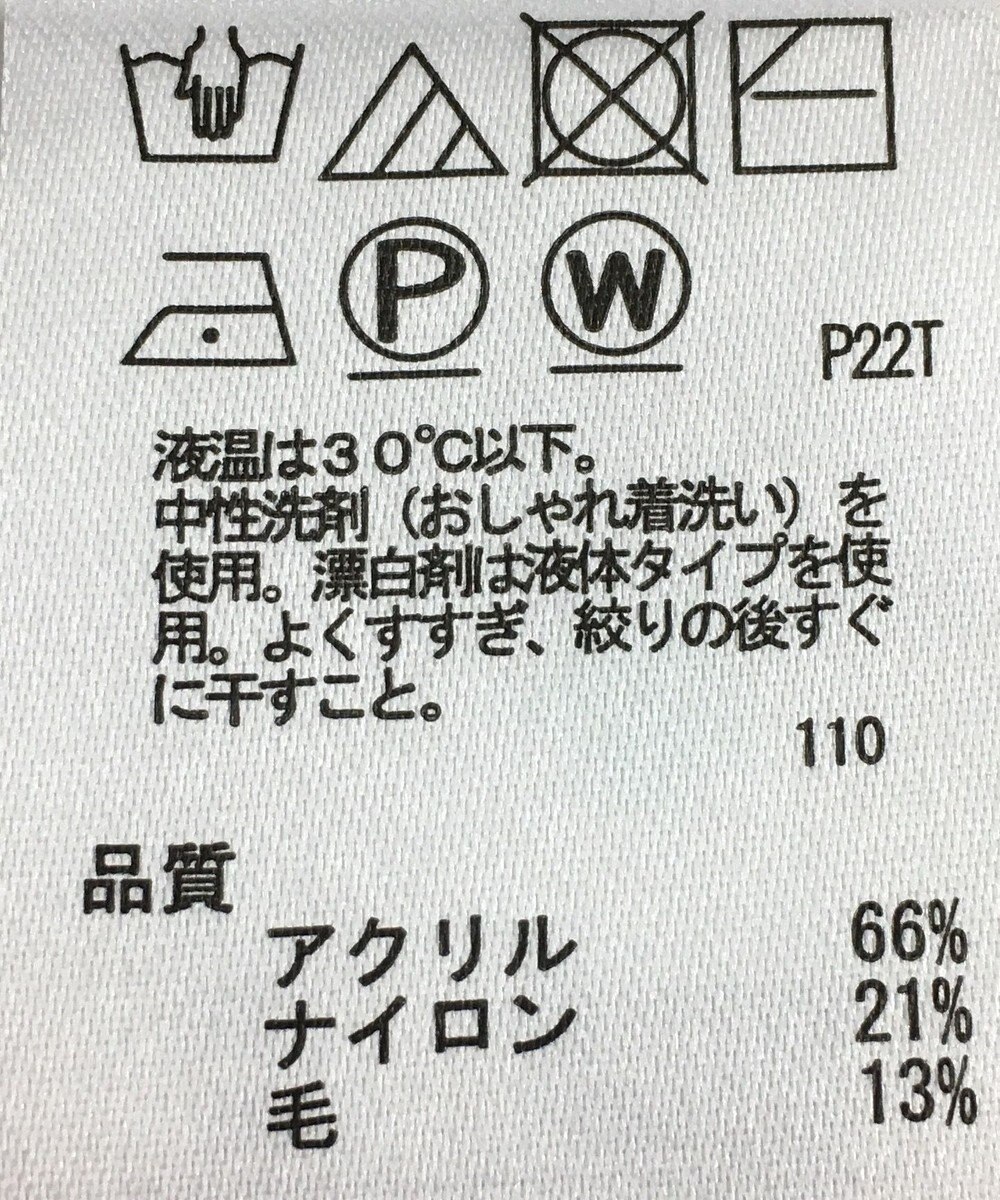 P
W
P22T
液温は30℃以下。
中性洗剤（おしゃれ着洗い）を
使用。漂白剤は液体タイプを使
用。よくすすぎ、絞りの後すぐ
に干すこと。
110
品質
アクリル 66%
ナイロン 21%
毛 13%